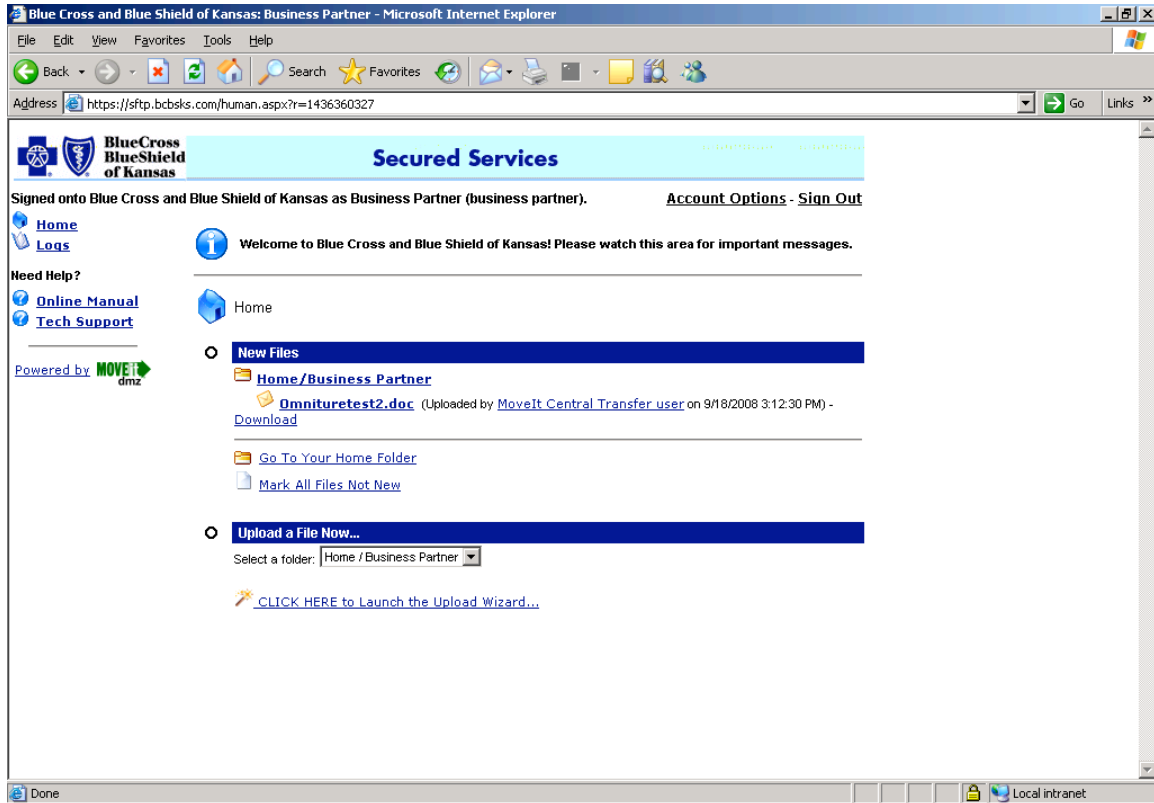 Blue Cross and Blue Shield of Kansas: Business Partner - Microsoft Internet Explorer
File Edit View Favorites Tools Help
Back Search Favorites
Address https://sftp.bcbsks.com/human.aspx?r=1436360327 Go Links »
BlueCross
BlueShield
of Kansas
Secured Services
Signed onto Blue Cross and Blue Shield of Kansas as Business Partner (business partner). Account Options - Sign Out
Home
Logs
Welcome to Blue Cross and Blue Shield of Kansas! Please watch this area for important messages.
Need Help?
Online Manual
Tech Support
Powered by MOVEit
dmz
Home
New Files
Home/Business Partner
Omnituretest2.doc (Uploaded by MoveIt Central Transfer user on 9/18/2008 3:12:30 PM) -
Download
Go To Your Home Folder
Mark All Files Not New
Upload a File Now...
Select a folder: Home / Business Partner
CLICK HERE to Launch the Upload Wizard...
Done Local intranet